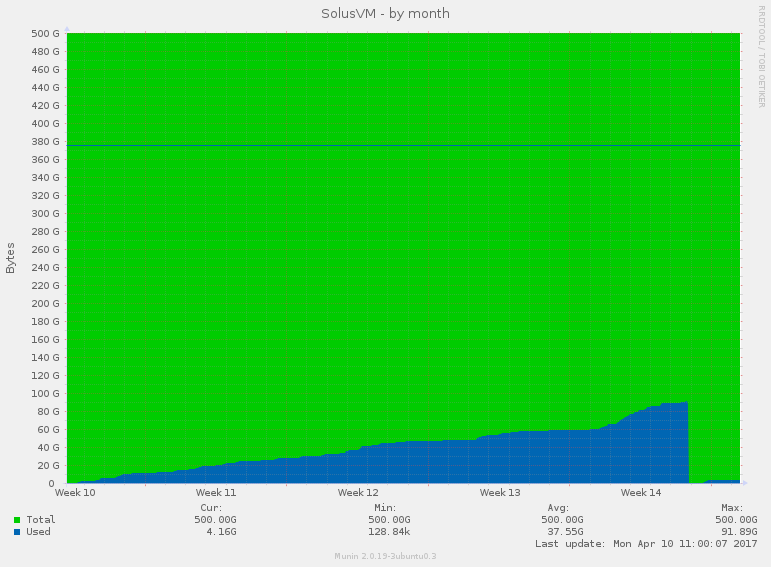 SolusVM - by month
RRDTOOL / TOBI OETIKER
Bytes
500 G
480 G
460 G
440 G
420 G
400 G
380 G
360 G
340 G
320 G
300 G
280 G
260 G
240 G
220 G
200 G
180 G
160 G
140 G
120 G
100 G
80 G
60 G
40 G
20 G
0
Week 10 Week 11 Week 12 Week 13 Week 14
Cur: Min: Avg: Max:
Total 500.00G 500.00G 500.00G 500.00G
Used 4.16G 128.84k 37.55G 91.89G
Last update: Mon Apr 10 11:00:07 2017
Munin 2.0.19-3ubuntu0.3